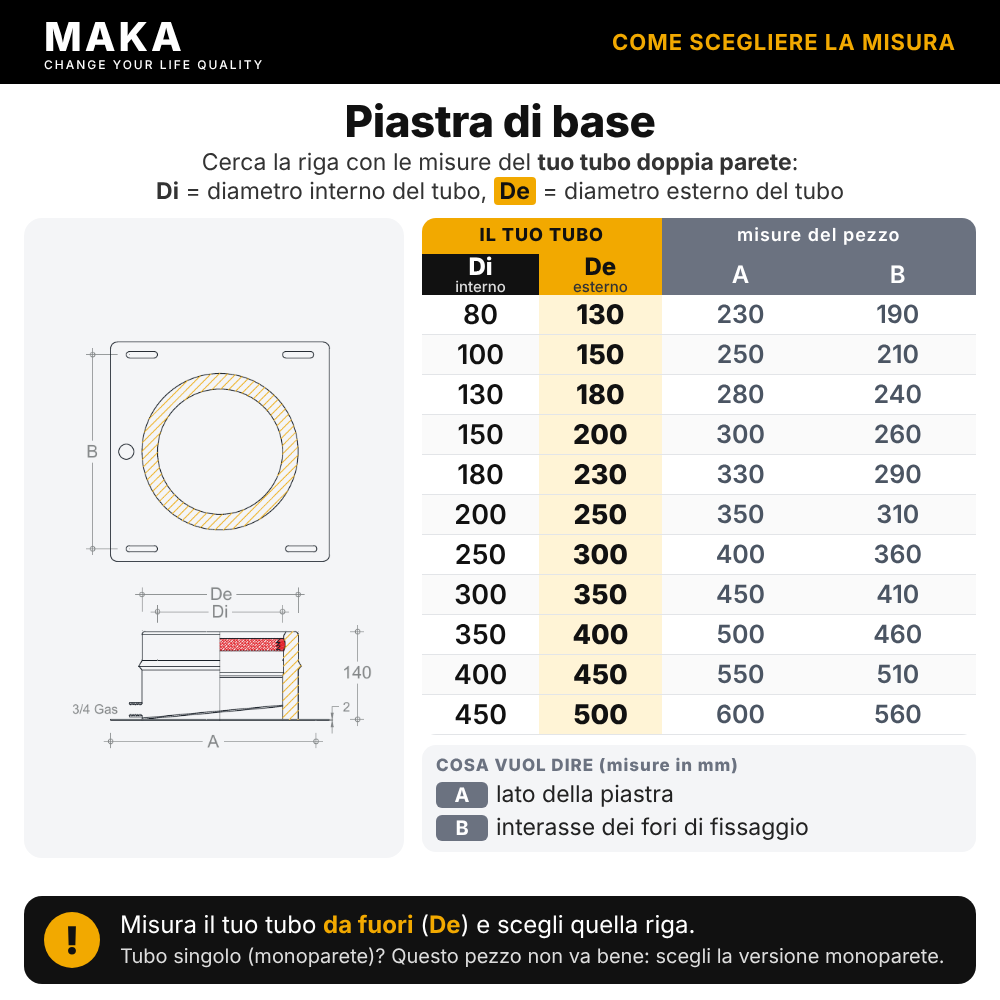 MAKA
CHANGE YOUR LIFE QUALITY
COME SCEGLIERE LA MISURA
Piastra di base
Cerca la riga con le misure del tuo tubo doppia parete:
Di = diametro interno del tubo, De = diametro esterno del tubo
B
De
Di
140
3/4 Gas
2
A
IL TUO TUBO misure del pezzo
Di interno De esterno A B
80 130 230 190
100 150 250 210
130 180 280 240
150 200 300 260
180 230 330 290
200 250 350 310
250 300 400 360
300 350 450 410
350 400 500 460
400 450 550 510
450 500 600 560
COSA VUOL DIRE (misure in mm)
A lato della piastra
B interasse dei fori di fissaggio
! Misura il tuo tubo da fuori (De) e scegli quella riga.
Tubo singolo (monoparete)? Questo pezzo non va bene: scegli la versione monoparete.